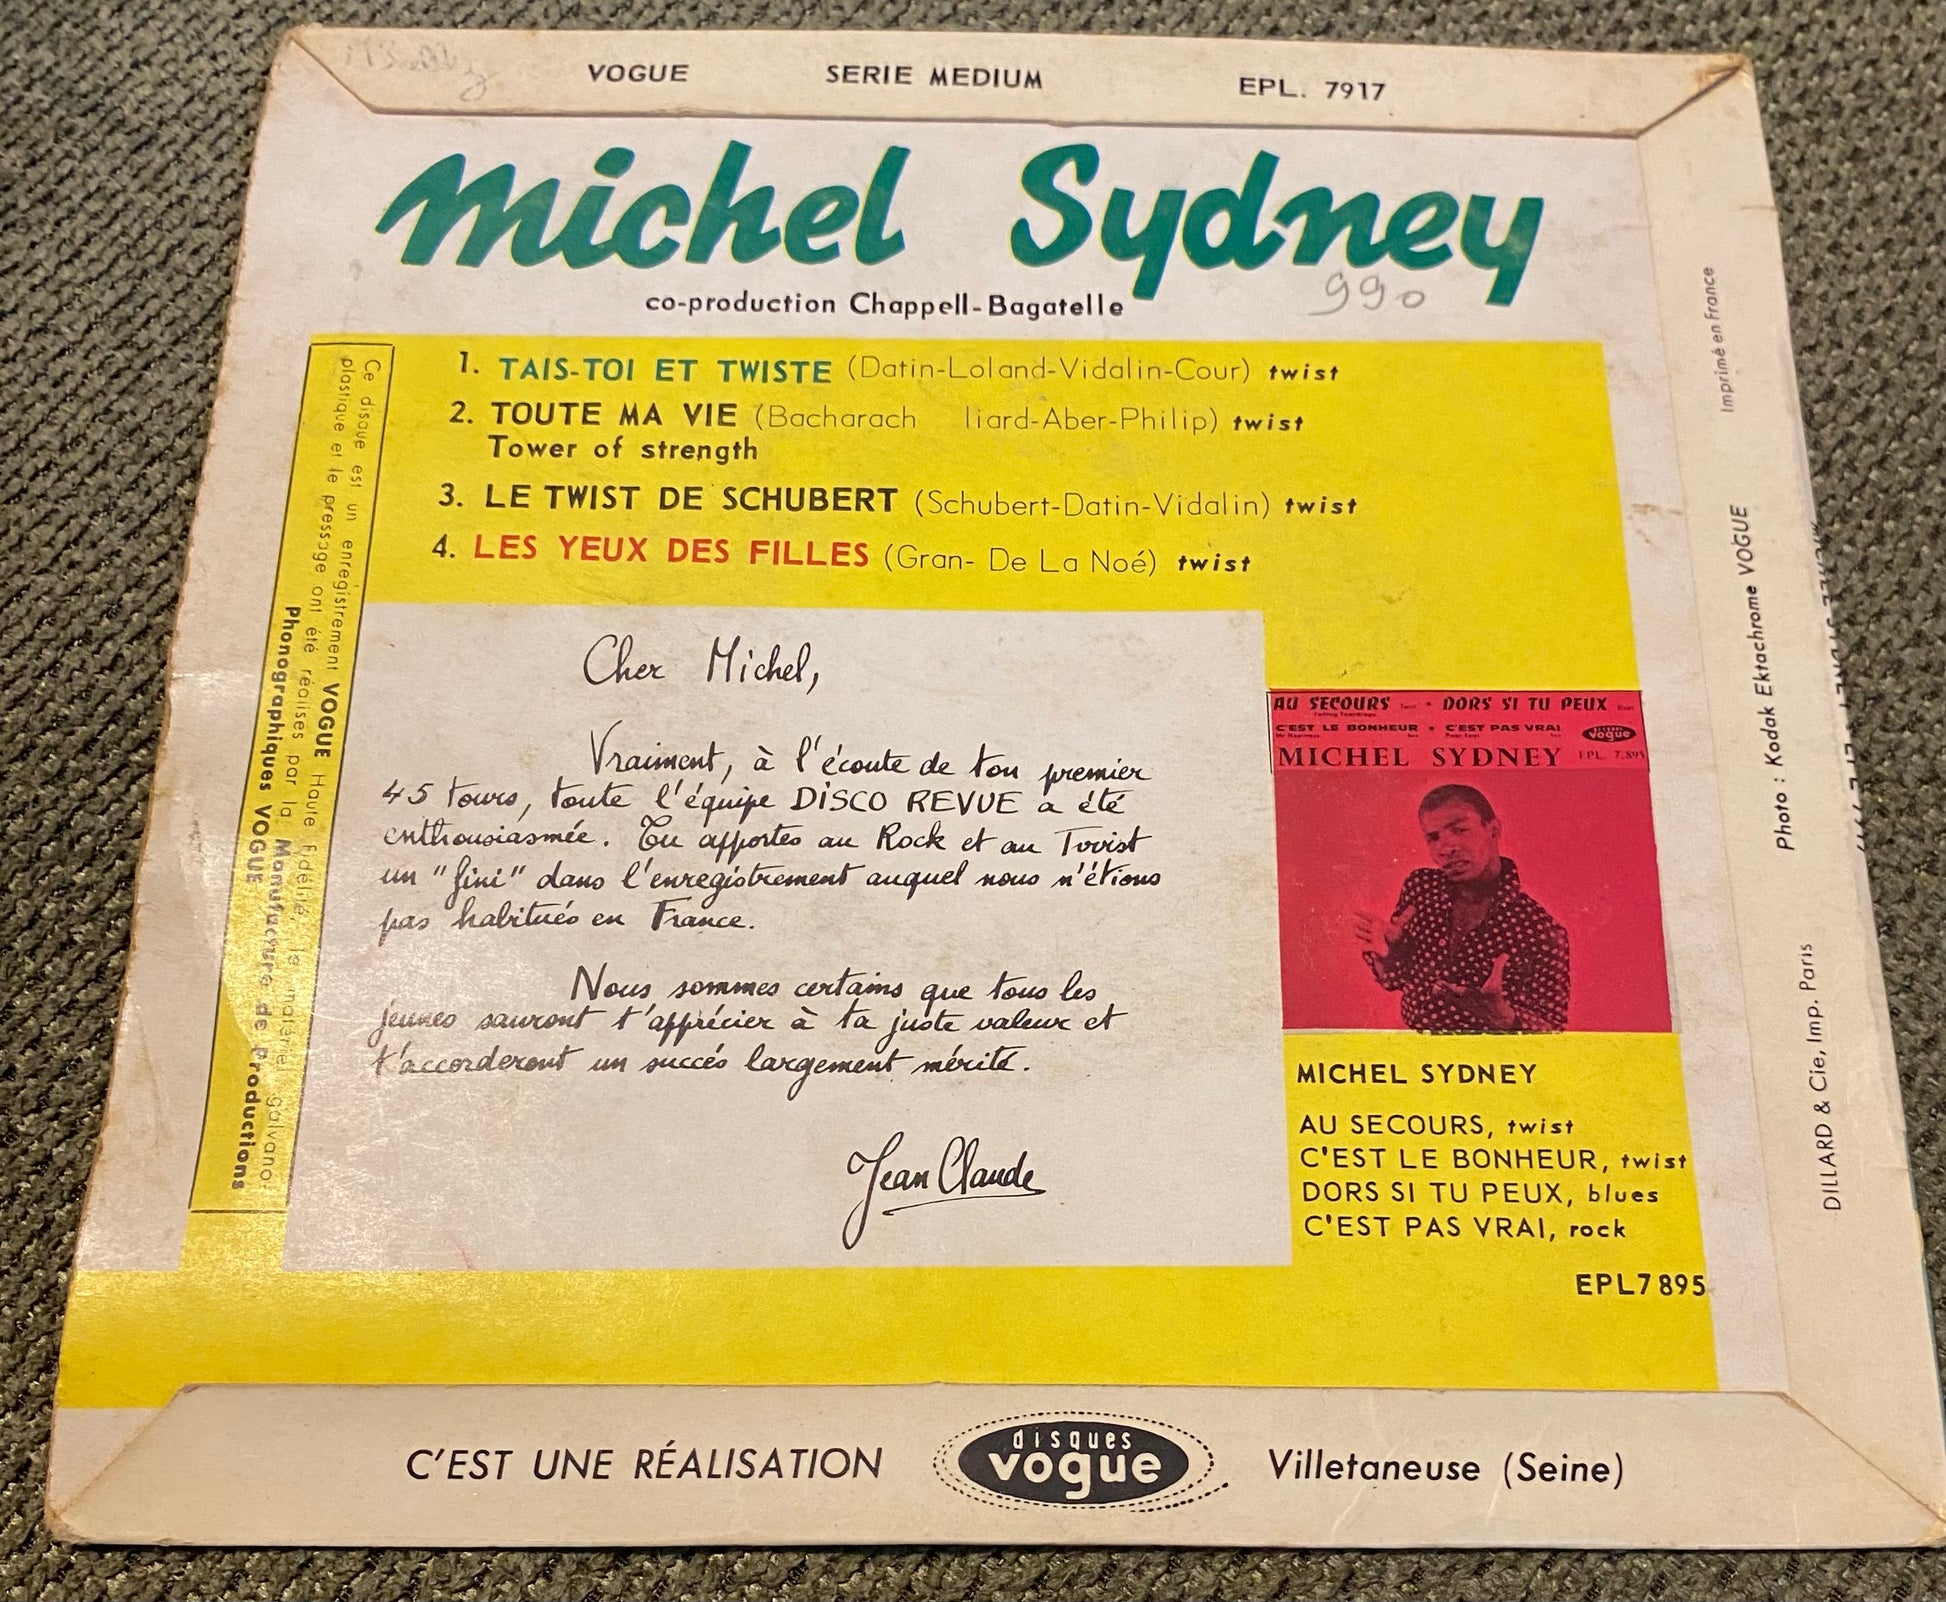 VOGUE SERIE MEDIUM EPL. 7917
Michel Sydney
990
co-production Chappell-Bagatelle
1. TAIS-TOI ET TWISTE (Datin-Loland-Vidalin-Cour) twist
2. TOUTE MA VIE (Bacharach liard-Aber-Philip) twist
Tower of strength
3. LE TWIST DE SCHUBERT (Schubert-Datin-Vidalin) twist
4. LES YEUX DES FILLES (Gran- De La Noé) twist
Ce disque est un enregistrement VOGUE Haute Fidélité, le matériel galvano,
plastique et le pressage ont été réalisés par la Manufacture de Productions
Phonographiques VOGUE
Cher Michel,
Vraiment, à l'écoute de ton premier
45 tours, toute l'équipe DISCO REVUE a été
enthousiasmée. Tu apportes au Rock et au Twist
un "fini" dans l'enregistrement auquel nous n'étions
pas habitués en France.
Nous sommes certains que tous les
jeunes sauront t'apprécier à ta juste valeur et
t'accorderont un succés largement mérité.
Jean Claude
AU SECOURS DORS SI TU PEUX
C'EST LE BONHEUR C'EST PAS VRAI
vogue
MICHEL SYDNEY EPL. 7.895
MICHEL SYDNEY
AU SECOURS, twist
C'EST LE BONHEUR, twist
DORS SI TU PEUX, blues
C'EST PAS VRAI, rock
EPL7895
Imprimé en France
Photo : Kodak Ektachrome VOGUE
DILLARD & Cie, Imp. Paris
C'EST UNE RÉALISATION disques vogue Villetaneuse (Seine)